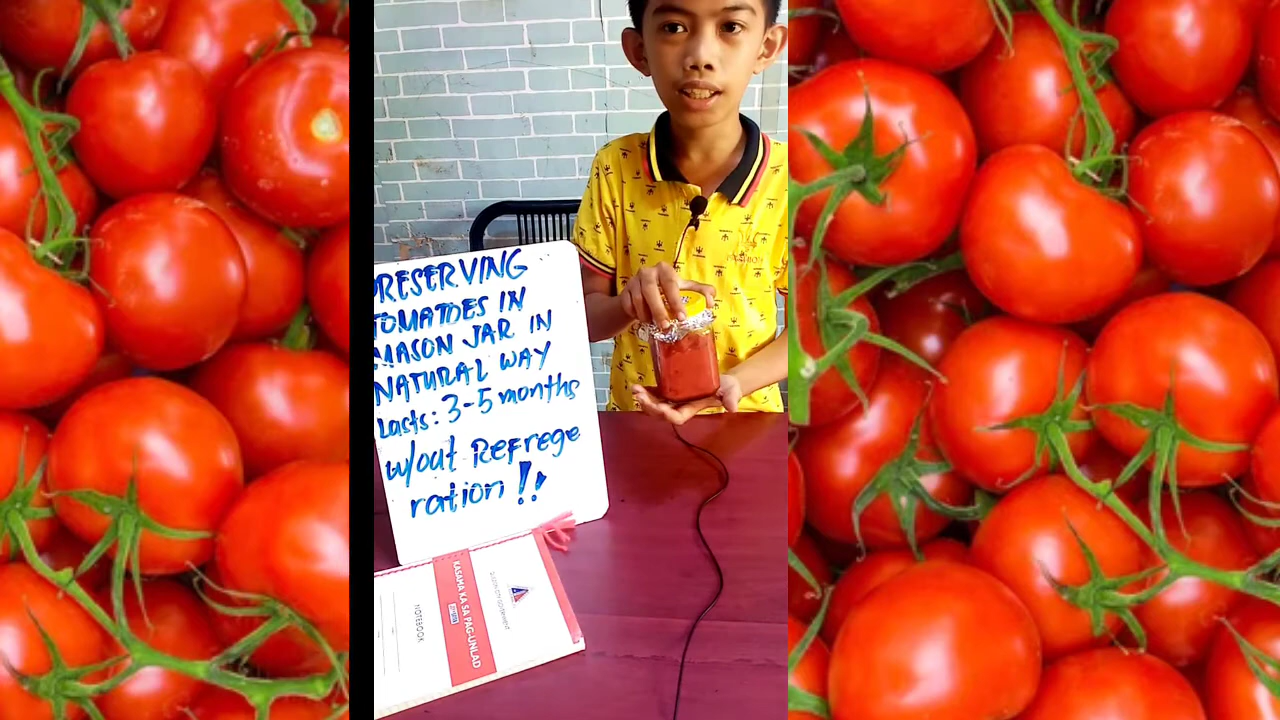 PRESERVING
TOMATOES IN
MASON JAR IN
NATURAL WAY
Lasts: 3-5 months
w/out REFREGE
ration !!
KASAMA KA SA PAG-UNLAD
NOTEBOOK